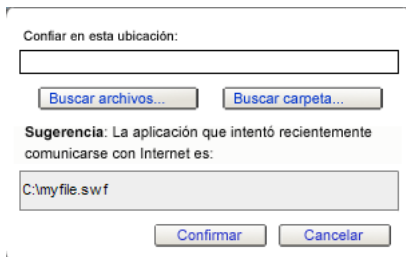 Confiar en esta ubicación:
Buscar archivos... Buscar carpeta...
Sugerencia: La aplicación que intentó recientemente
comunicarse con Internet es:
C:\myfile.swf
Confirmar Cancelar